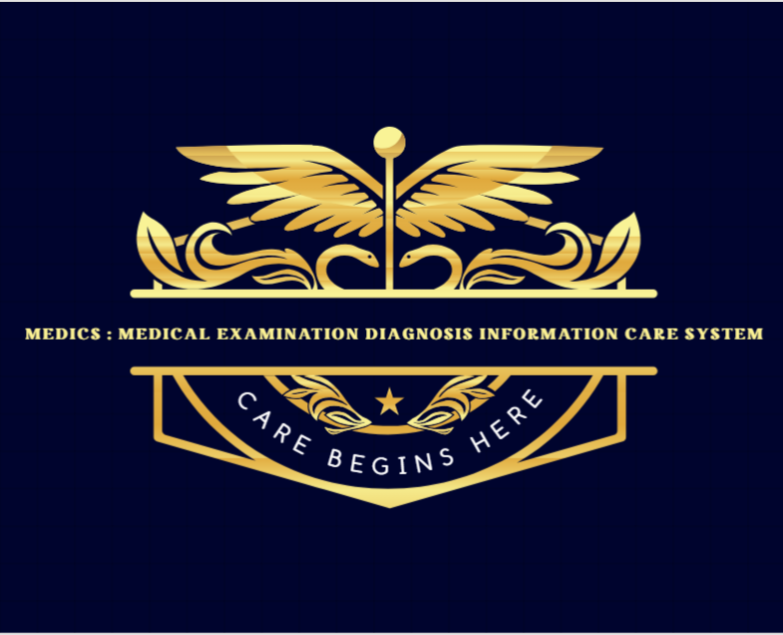 MEDICS : MEDICAL EXAMINATION DIAGNOSIS INFORMATION CARE SYSTEM
CARE BEGINS HERE